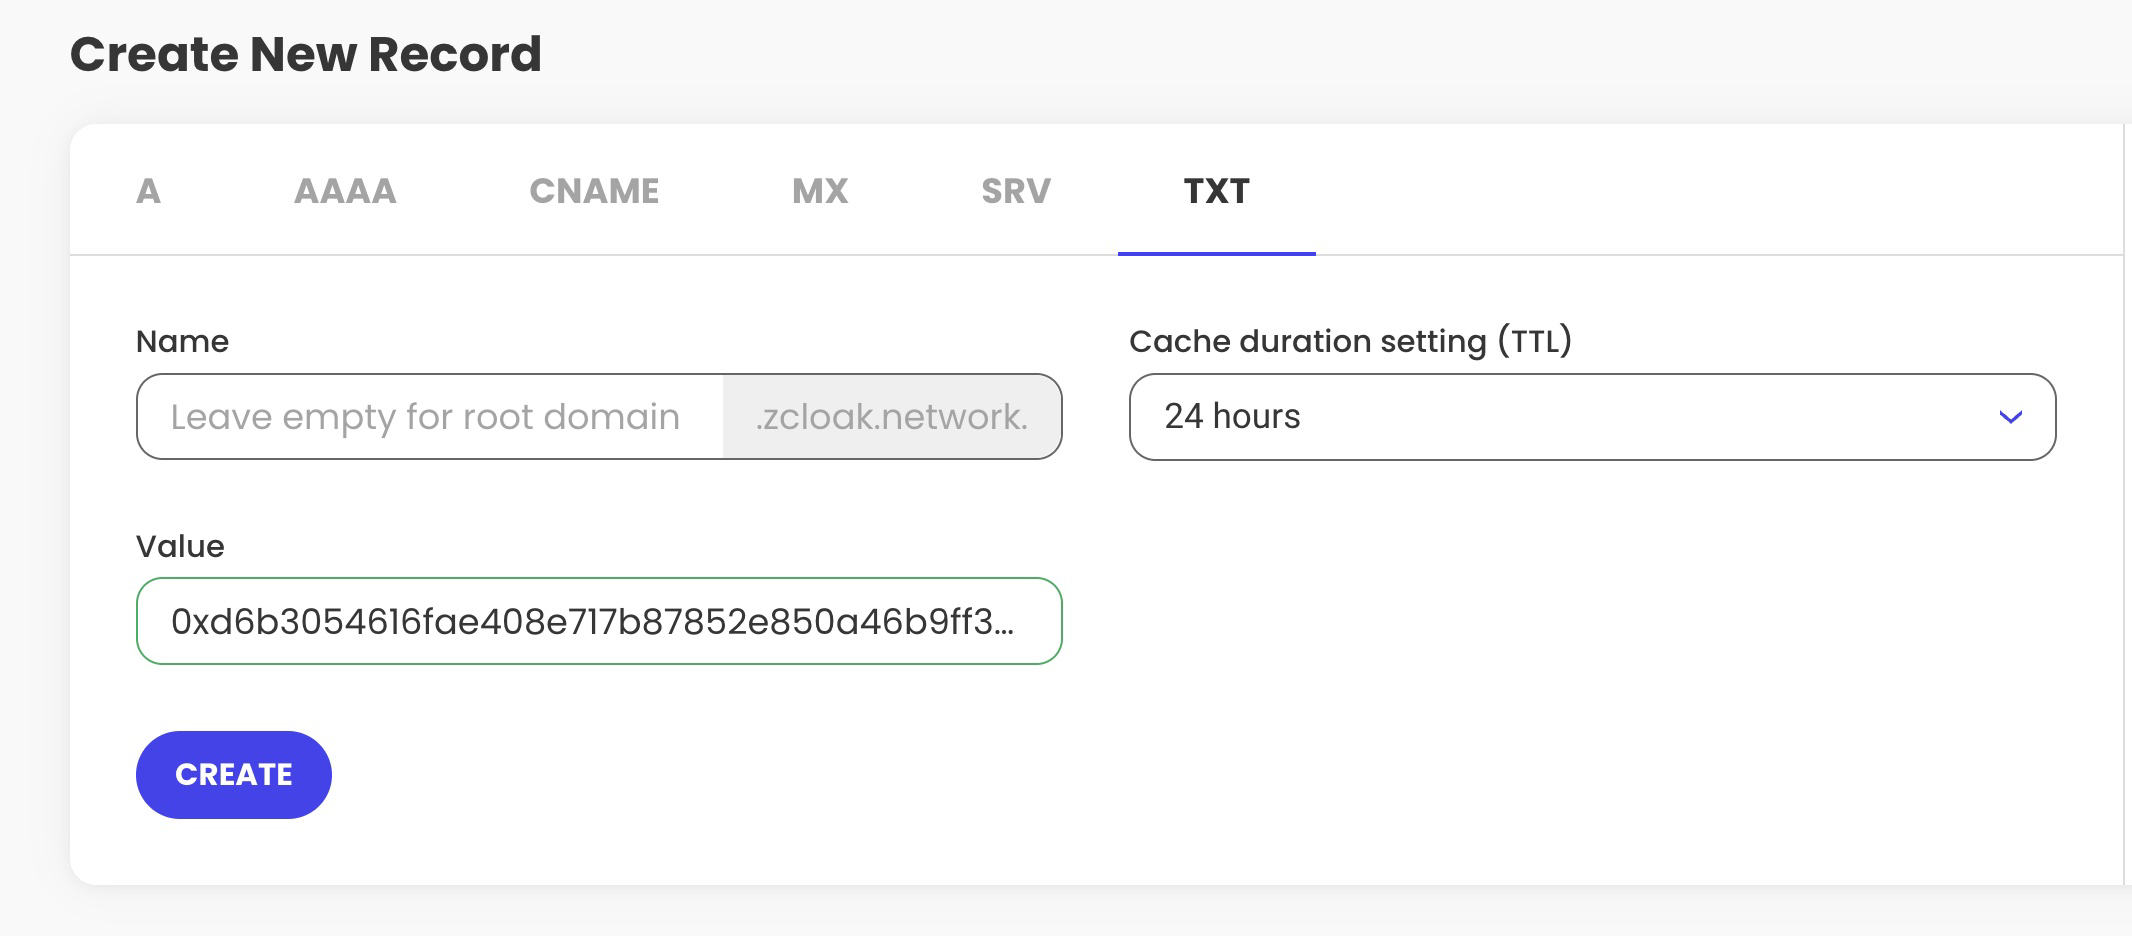 Create New Record
A AAAA CNAME MX SRV TXT
Name
Leave empty for root domain .zcloak.network.
Cache duration setting (TTL)
24 hours
Value
0xd6b3054616fae408e717b87852e850a46b9ff3...
CREATE